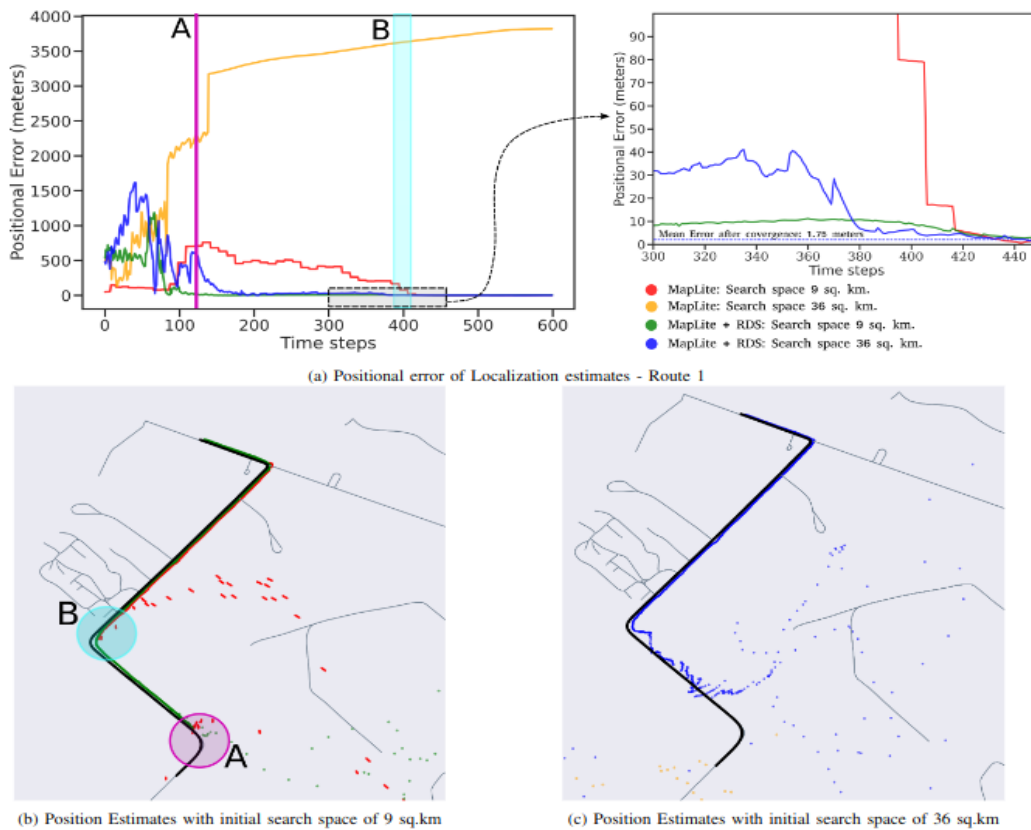 4000
3500
3000
2500
2000
1500
1000
500
0
Positional Error (meters)
A
B
0 100 200 300 400 500 600
Time steps
90
80
70
60
50
40
30
20
10
0
Positional Error (meters)
Mean Error after covergence: 1.75 meters
300 320 340 360 380 400 420 440
Time steps
MapLite: Search space 9 sq. km.
MapLite: Search space 36 sq. km.
MapLite + RDS: Search space 9 sq. km.
MapLite + RDS: Search space 36 sq. km.
(a) Positional error of Localization estimates - Route 1
B
A
(b) Position Estimates with initial search space of 9 sq.km
(c) Position Estimates with initial search space of 36 sq.km